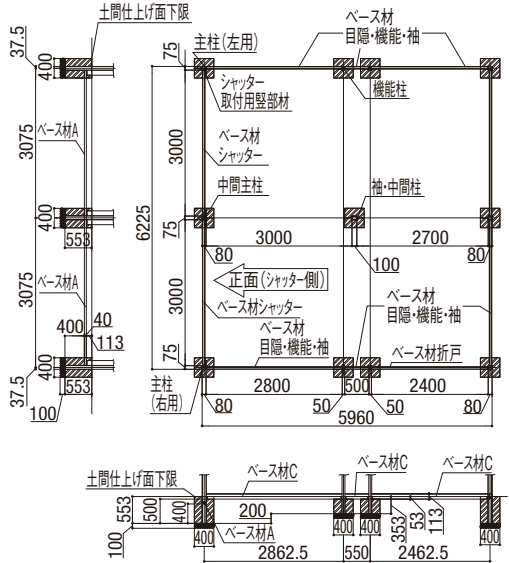 土間仕上げ面下限
37.5
400
3075
ベース材A
400
553
3075
ベース材A
400
40
113
400
37.5
553
100
ベース材
目隠・機能・袖
主柱(左用)
75
シャッター
取付用竪部材
機能柱
3000
ベース材
シャッター
中間主柱
袖・中間柱
6225
75
3000
2700
80
100
80
正面(シャッター側)
3000
ベース材シャッター
ベース材
目隠・機能・袖
ベース材
目隠・機能・袖
ベース材折戸
75
主柱
(右用)
2800
500
2400
80
50
50
80
5960
土間仕上げ面下限
ベース材C
ベース材C
ベース材C
553
500
400
100
200
ベース材A
400
400
400
353
53
113
400
2862.5
550
2462.5